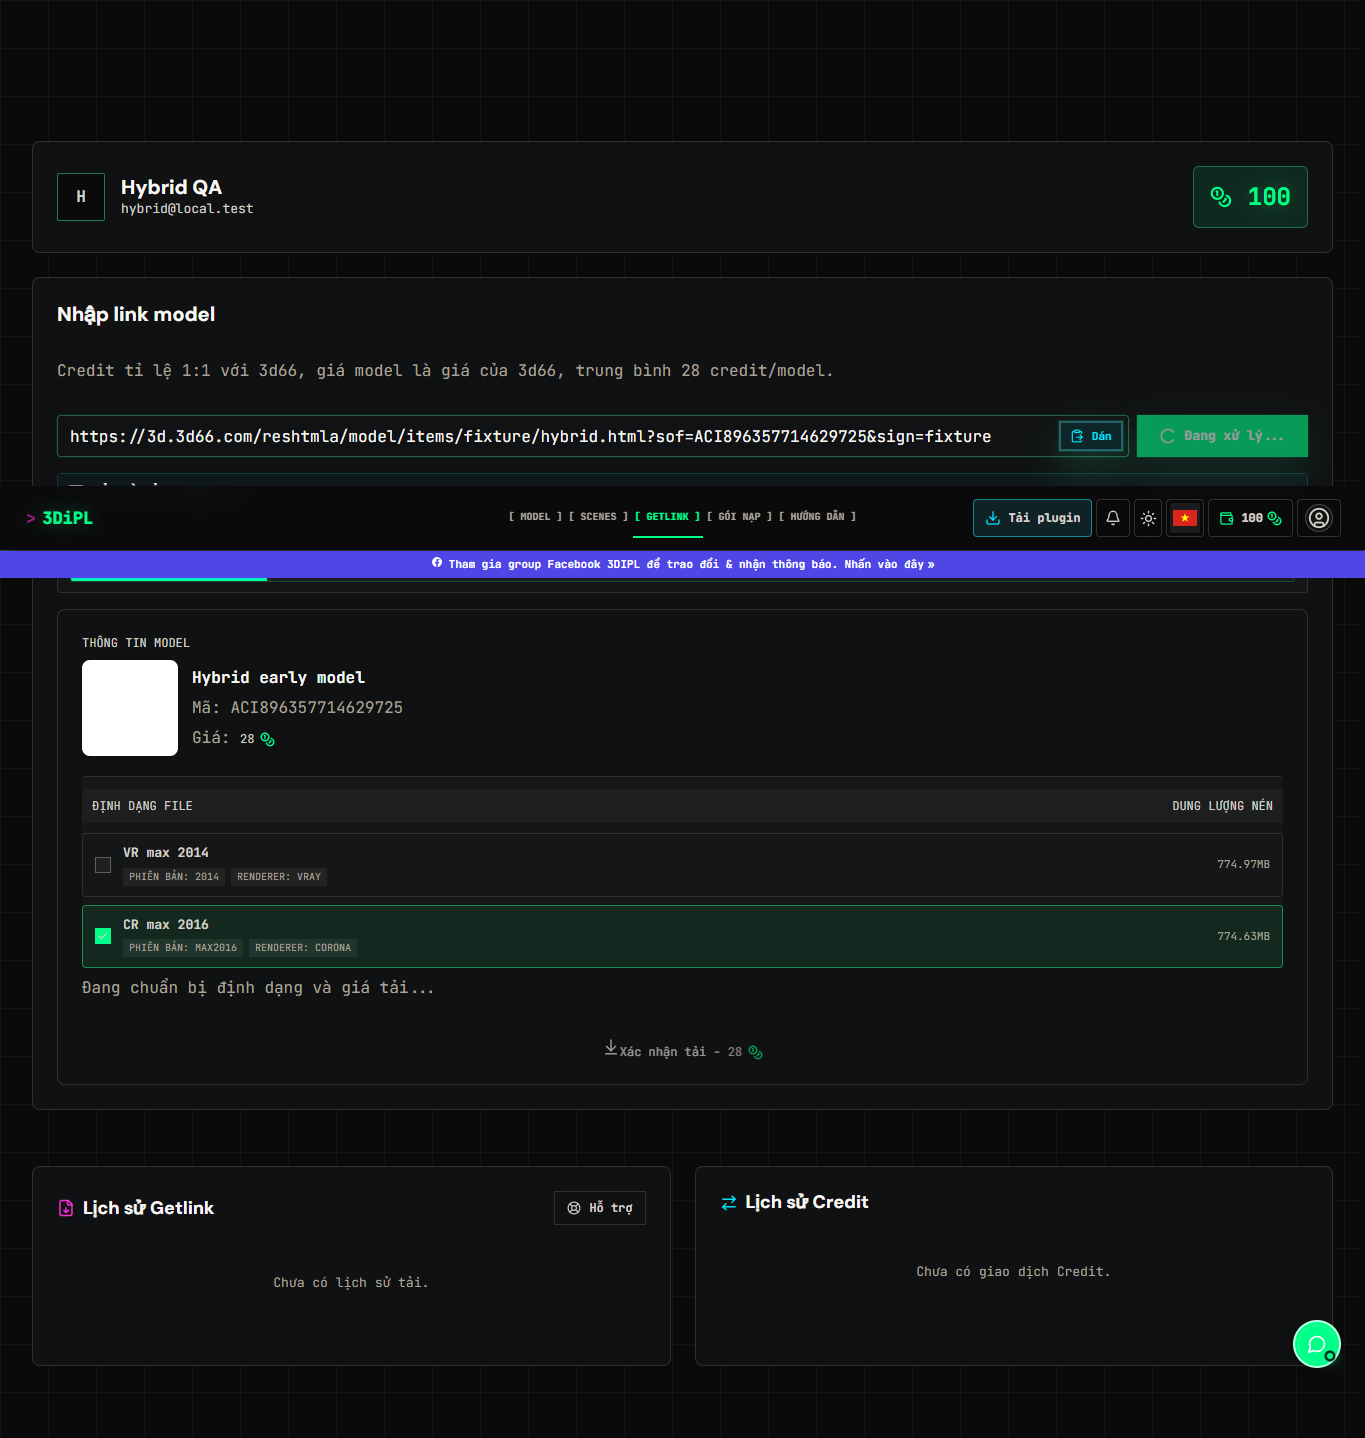 H
Hybrid QA
hybrid@local.test
100
Nhập link model
Credit tỉ lệ 1:1 với 3d66, giá model là giá của 3d66, trung bình 28 credit/model.
https://3d.3d66.com/reshtmla/model/items/fixture/hybrid.html?sof=ACI896357714629725&sign=fixture
Dán
Đang xử lý...
> 3DiPL
[ MODEL ] [ SCENES ] [ GETLINK ] [ GÓI NẠP ] [ HƯỚNG DẪN ]
Tải plugin
100
Tham gia group Facebook 3DIPL để trao đổi & nhận thông báo. Nhấn vào đây »
THÔNG TIN MODEL
Hybrid early model
Mã: ACI896357714629725
Giá: 28
ĐỊNH DẠNG FILE
DUNG LƯỢNG NÉN
VR max 2014
PHIÊN BẢN: 2014
RENDERER: VRAY
774.97MB
CR max 2016
PHIÊN BẢN: MAX2016
RENDERER: CORONA
774.63MB
Đang chuẩn bị định dạng và giá tải...
Xác nhận tải - 28
Lịch sử Getlink
Hỗ trợ
Chưa có lịch sử tải.
Lịch sử Credit
Chưa có giao dịch Credit.